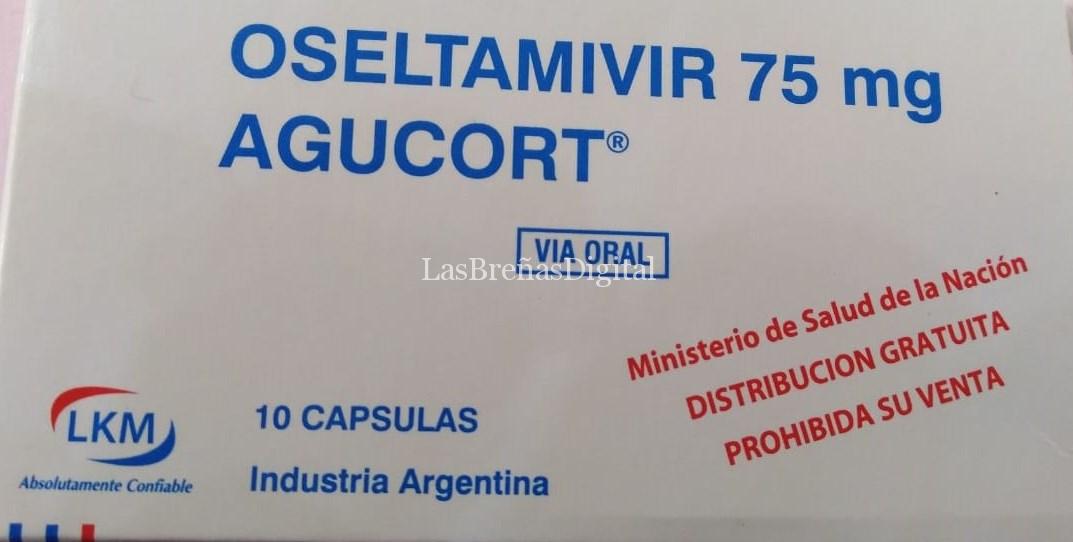 OSELTAMIVIR 75 mg
AGUCORT®
VIA ORAL
LasBreñasDigital
Ministerio de Salud de la Nación
DISTRIBUCION GRATUITA
PROHIBIDA SU VENTA
LKM
Absolutamente Confiable
10 CAPSULAS
Industria Argentina